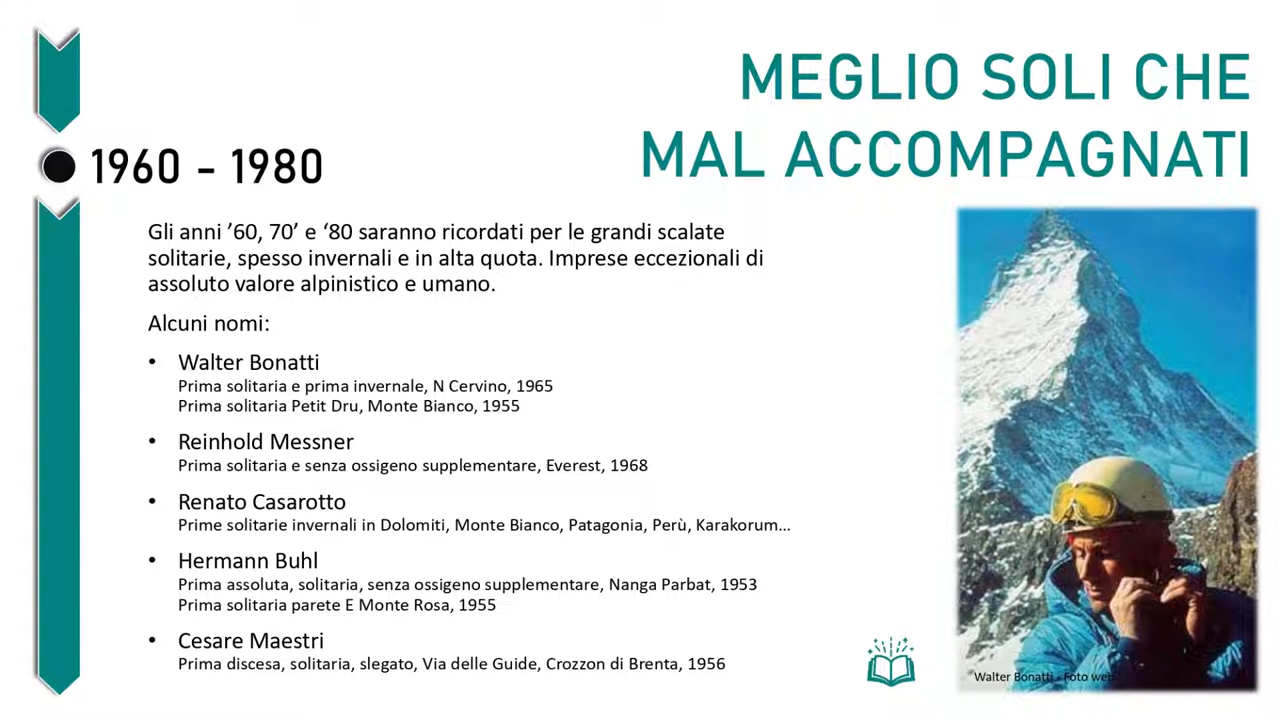 MEGLIO SOLI CHE
MAL ACCOMPAGNATI
1960 - 1980
Gli anni ’60, 70’ e ‘80 saranno ricordati per le grandi scalate
solitarie, spesso invernali e in alta quota. Imprese eccezionali di
assoluto valore alpinistico e umano.
Alcuni nomi:
• Walter Bonatti
Prima solitaria e prima invernale, N Cervino, 1965
Prima solitaria Petit Dru, Monte Bianco, 1955
• Reinhold Messner
Prima solitaria e senza ossigeno supplementare, Everest, 1968
• Renato Casarotto
Prime solitarie invernali in Dolomiti, Monte Bianco, Patagonia, Perù, Karakorum...
• Hermann Buhl
Prima assoluta, solitaria, senza ossigeno supplementare, Nanga Parbat, 1953
Prima solitaria parete E Monte Rosa, 1955
• Cesare Maestri
Prima discesa, solitaria, slegato, Via delle Guide, Crozzon di Brenta, 1956
Walter Bonatti - Foto web